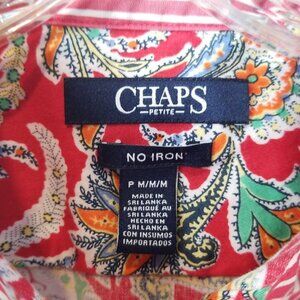 CHAPS
PETITE
NO IRON
P M/M/M
MADE IN
SRI LANKA
FABRIQUÉ AU
SRI LANKA
HECHO EN
SRI LANKA
CON INSUMOS
IMPORTADOS